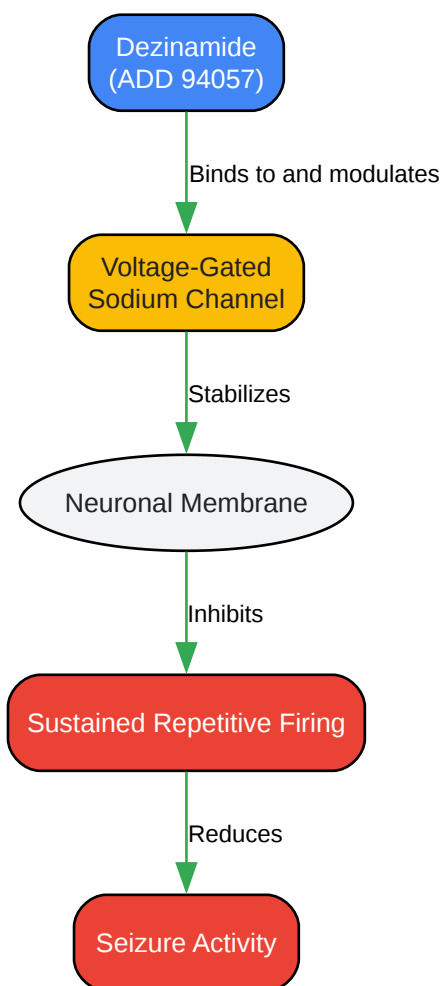 Dezinamide
(ADD 94057)
Binds to and modulates
Voltage-Gated
Sodium Channel
Stabilizes
Neuronal Membrane
Inhibits
Sustained Repetitive Firing
Reduces
Seizure Activity